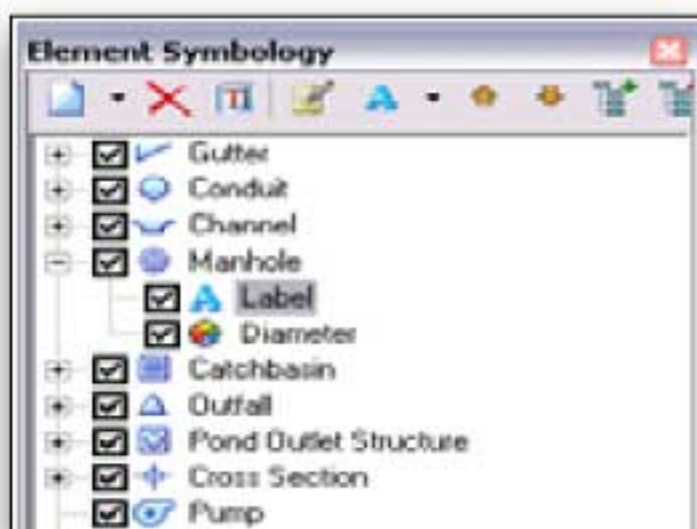 Element Symbology
Gutter
Conduit
Channel
Manhole
Label
Diameter
Catchbasin
Outfall
Pond Outlet Structure
Cross Section
Pump